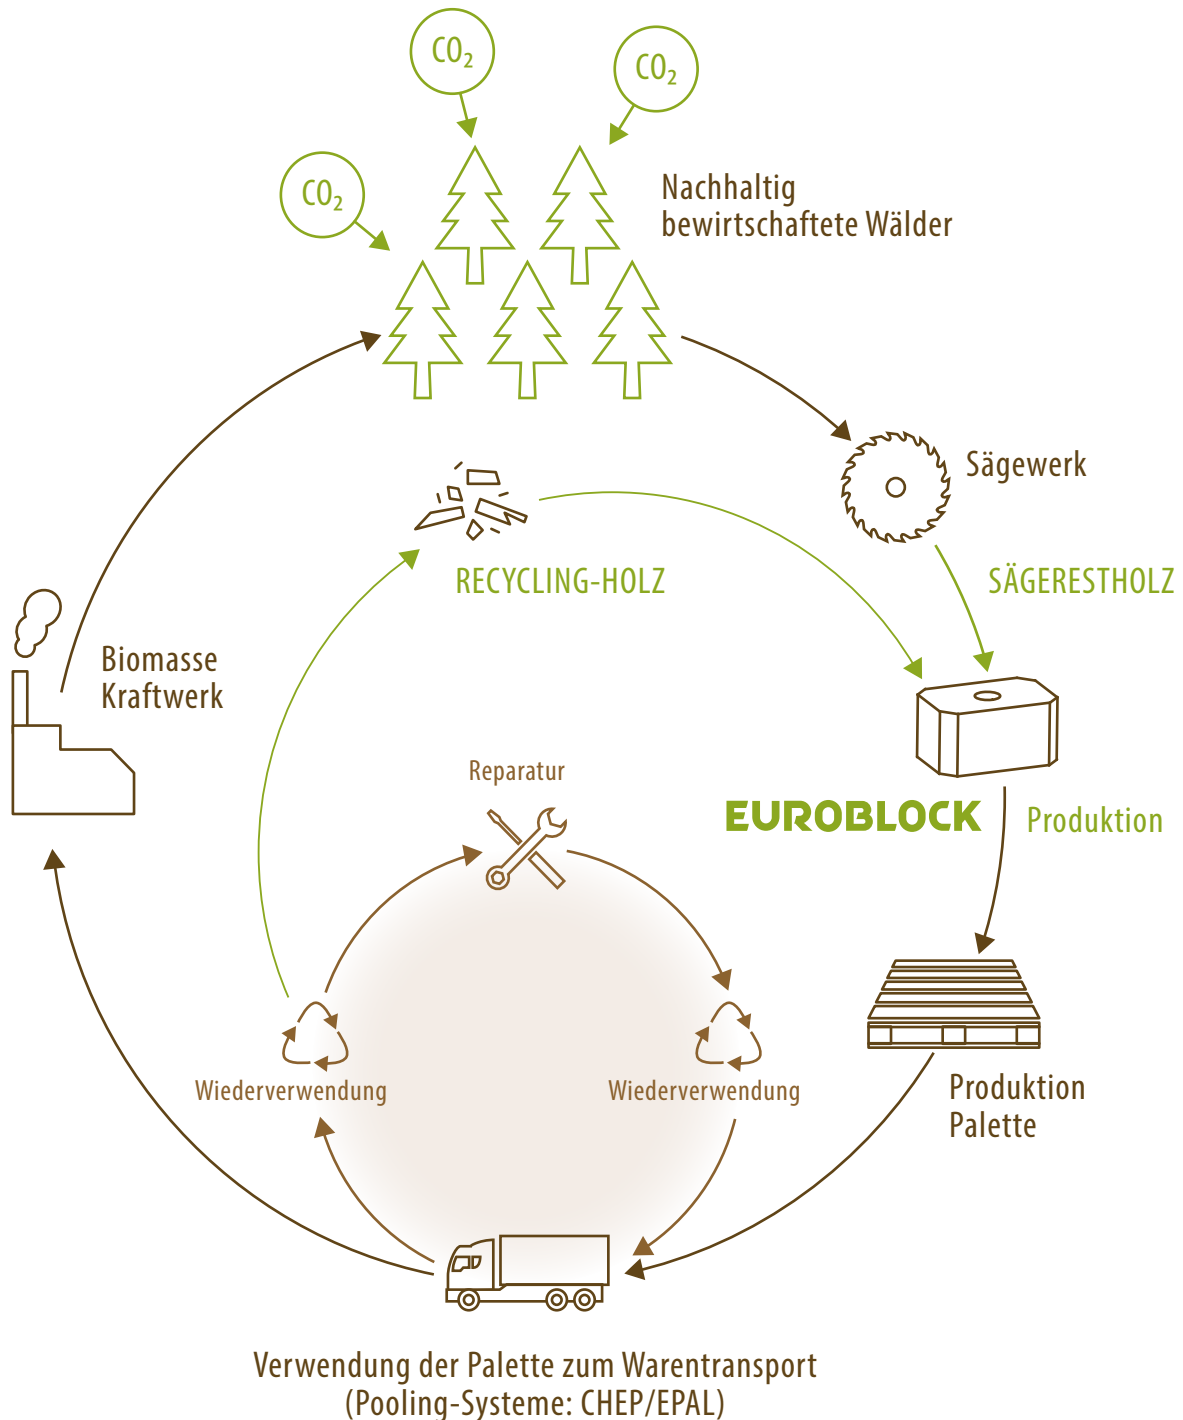 CO₂
CO₂
CO₂
Nachhaltig
bewirtschaftete Wälder
Sägewerk
RECYCLING-HOLZ
SÄGERESTHOLZ
Biomasse
Kraftwerk
Reparatur
EUROBLOCK Produktion
Wiederverwendung
Wiederverwendung
Produktion
Palette
Verwendung der Palette zum Warentransport
(Pooling-Systeme: CHEP/EPAL)